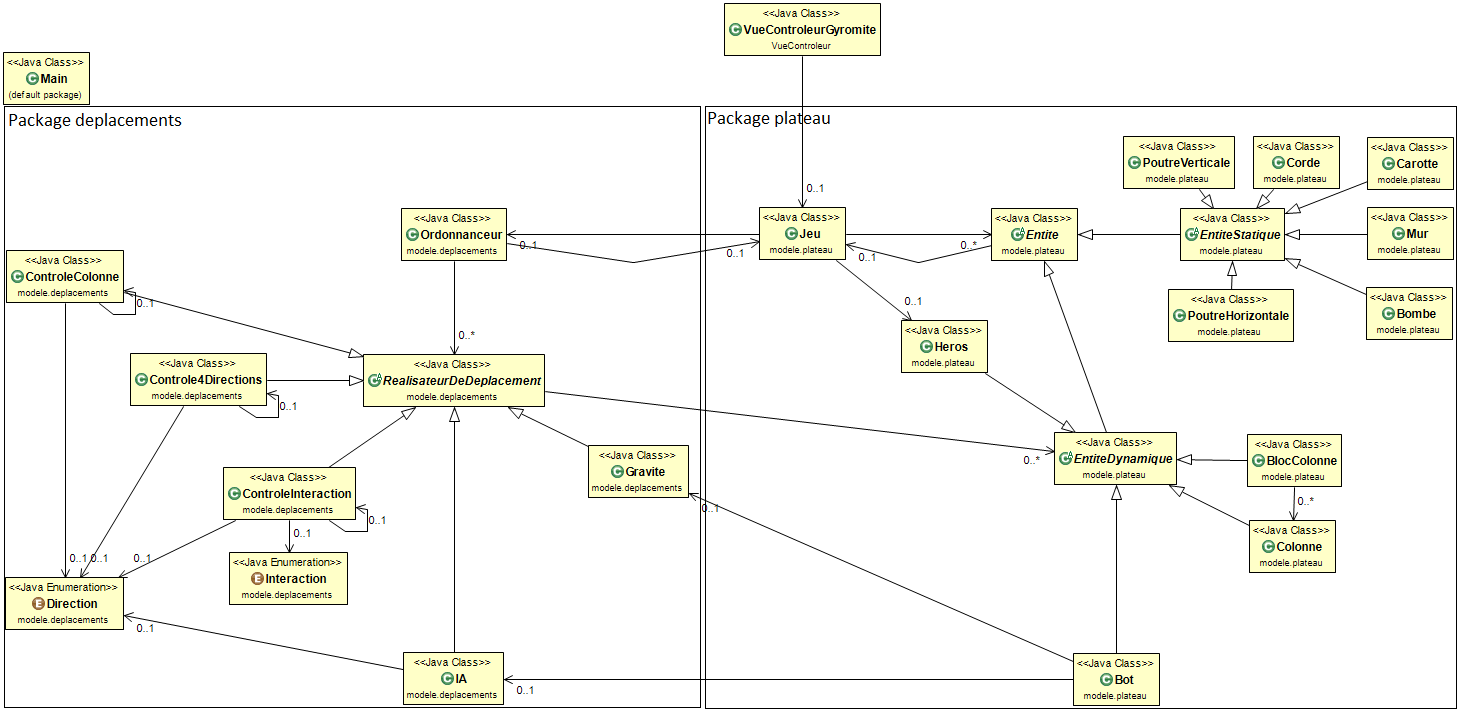 <<Java Class>>
VueControleurGyromite
VueControleur
<<Java Class>>
Main
(default package)
Package deplacements
Package plateau
<<Java Class>>
PoutreVerticale
modele.plateau
<<Java Class>>
Corde
modele.plateau
<<Java Class>>
Carotte
modele.plateau
0..1
<<Java Class>>
Ordonnanceur
modele.deplacements
0..1
0..1
<<Java Class>>
Jeu
modele.plateau
0..1
0..*
<<Java Class>>
Entite
modele.plateau
<<Java Class>>
EntiteStatique
modele.plateau
<<Java Class>>
Mur
modele.plateau
<<Java Class>>
ControleColonne
modele.deplacements
0..1
<<Java Class>>
PoutreHorizontale
modele.plateau
<<Java Class>>
Bombe
modele.plateau
0..1
<<Java Class>>
Heros
modele.plateau
0..*
<<Java Class>>
Controle4Directions
modele.deplacements
0..1
<<Java Class>>
RealisateurDeDeplacement
modele.deplacements
<<Java Class>>
Gravite
modele.deplacements
0..1
0..*
<<Java Class>>
EntiteDynamique
modele.plateau
<<Java Class>>
BlocColonne
modele.plateau
0..*
<<Java Class>>
Colonne
modele.plateau
<<Java Class>>
ControleInteraction
modele.deplacements
0..1
0..1
0..1
0..1
0..1
<<Java Enumeration>>
Interaction
modele.deplacements
<<Java Enumeration>>
Direction
modele.deplacements
0..1
<<Java Class>>
IA
modele.deplacements
0..1
<<Java Class>>
Bot
modele.plateau